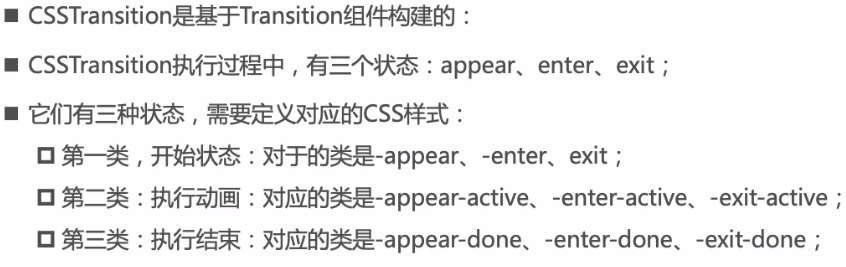 CSSTransition是基于Transition组件构建的：
CSSTransition执行过程中，有三个状态：appear、enter、exit；
它们有三种状态，需要定义对应的CSS样式：
第一类，开始状态：对于的类是-appear、-enter、exit；
第二类：执行动画：对应的类是-appear-active、-enter-active、-exit-active；
第三类：执行结束：对应的类是-appear-done、-enter-done、-exit-done；